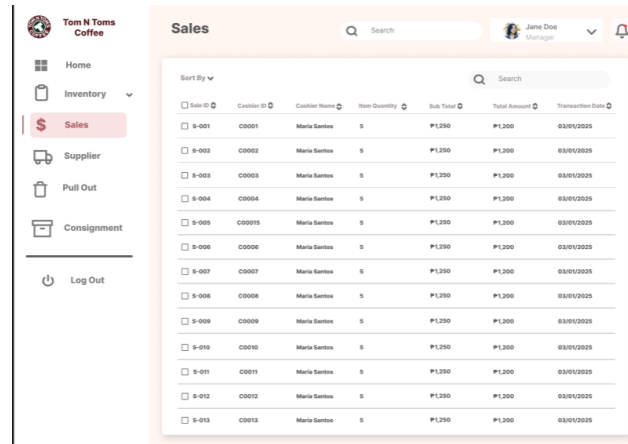 TOM N TOMS
COFFEE
Tom N Toms
Coffee
Home
Inventory
Sales
Supplier
Pull Out
Consignment
Log Out
Sales
Search
Jane Doe
Manager
Sort By
Search
Sale ID Cashier ID Cashier Name Item Quantity Sub Total Total Amount Transaction Date
S-001 C0001 Maria Santos 5 ₱1,250 ₱1,200 03/01/2025
S-002 C0002 Maria Santos 5 ₱1,250 ₱1,200 03/01/2025
S-003 C0003 Maria Santos 5 ₱1,250 ₱1,200 03/01/2025
S-004 C0004 Maria Santos 5 ₱1,250 ₱1,200 03/01/2025
S-005 C00015 Maria Santos 5 ₱1,250 ₱1,200 03/01/2025
S-006 C0006 Maria Santos 5 ₱1,250 ₱1,200 03/01/2025
S-007 C0007 Maria Santos 5 ₱1,250 ₱1,200 03/01/2025
S-008 C0008 Maria Santos 5 ₱1,250 ₱1,200 03/01/2025
S-009 C0009 Maria Santos 5 ₱1,250 ₱1,200 03/01/2025
S-010 C0010 Maria Santos 5 ₱1,250 ₱1,200 03/01/2025
S-011 C0011 Maria Santos 5 ₱1,250 ₱1,200 03/01/2025
S-012 C0012 Maria Santos 5 ₱1,250 ₱1,200 03/01/2025
S-013 C0013 Maria Santos 5 ₱1,250 ₱1,200 03/01/2025